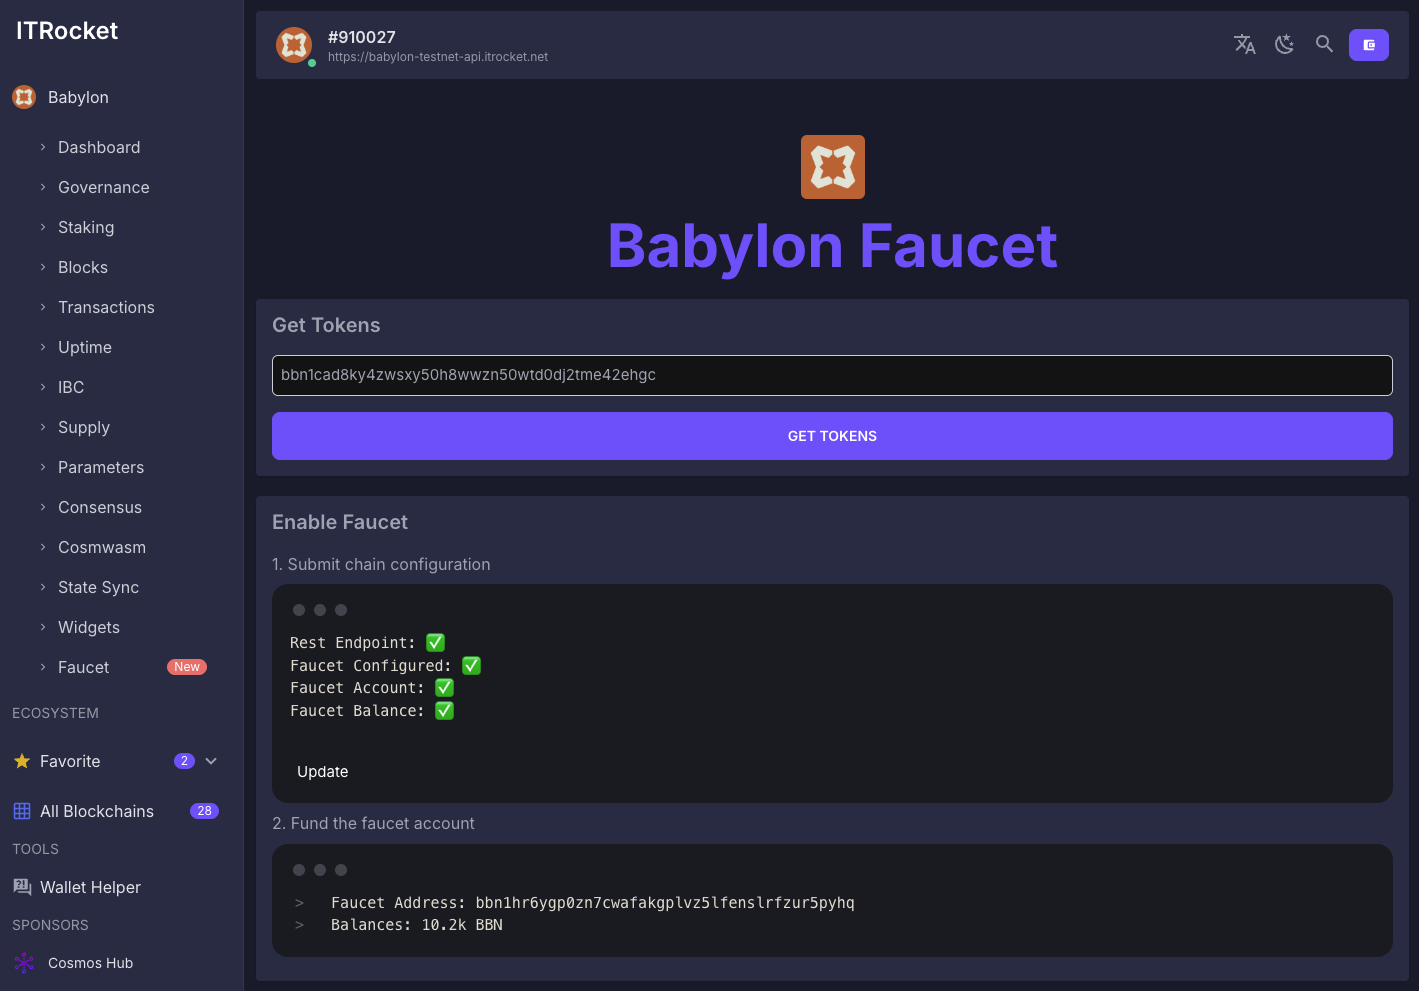 ITRocket
Babylon
Dashboard
Governance
Staking
Blocks
Transactions
Uptime
IBC
Supply
Parameters
Consensus
Cosmwasm
State Sync
Widgets
Faucet New
ECOSYSTEM
Favorite 2
All Blockchains 28
TOOLS
Wallet Helper
SPONSORS
Cosmos Hub
#910027
https://babylon-testnet-api.itrocket.net
Babylon Faucet
Get Tokens
bbn1cad8ky4zwsxy50h8wwzn50wtd0dj2tme42ehgc
GET TOKENS
Enable Faucet
1. Submit chain configuration
Rest Endpoint: ✅
Faucet Configured: ✅
Faucet Account: ✅
Faucet Balance: ✅
Update
2. Fund the faucet account
> Faucet Address: bbn1hr6ygp0zn7cwafakgplvz5lfenslrfzur5pyhq
> Balances: 10.2k BBN